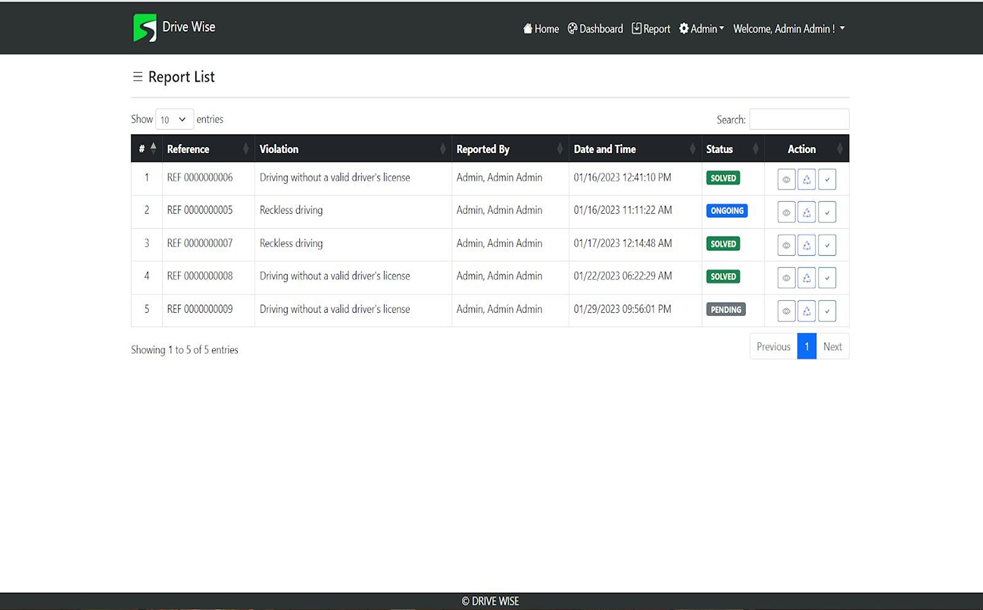 Drive Wise
Home Dashboard Report Admin Welcome, Admin Admin !
Report List
Show 10 entries Search:
# Reference Violation Reported By Date and Time Status Action
1 REF 0000000006 Driving without a valid driver's license Admin, Admin Admin 01/16/2023 12:41:10 PM SOLVED
2 REF 0000000005 Reckless driving Admin, Admin Admin 01/16/2023 11:11:22 AM ONGOING
3 REF 0000000007 Reckless driving Admin, Admin Admin 01/17/2023 12:14:48 AM SOLVED
4 REF 0000000008 Driving without a valid driver's license Admin, Admin Admin 01/22/2023 06:22:29 AM SOLVED
5 REF 0000000009 Driving without a valid driver's license Admin, Admin Admin 01/29/2023 09:56:01 PM PENDING
Showing 1 to 5 of 5 entries
Previous 1 Next
© DRIVE WISE